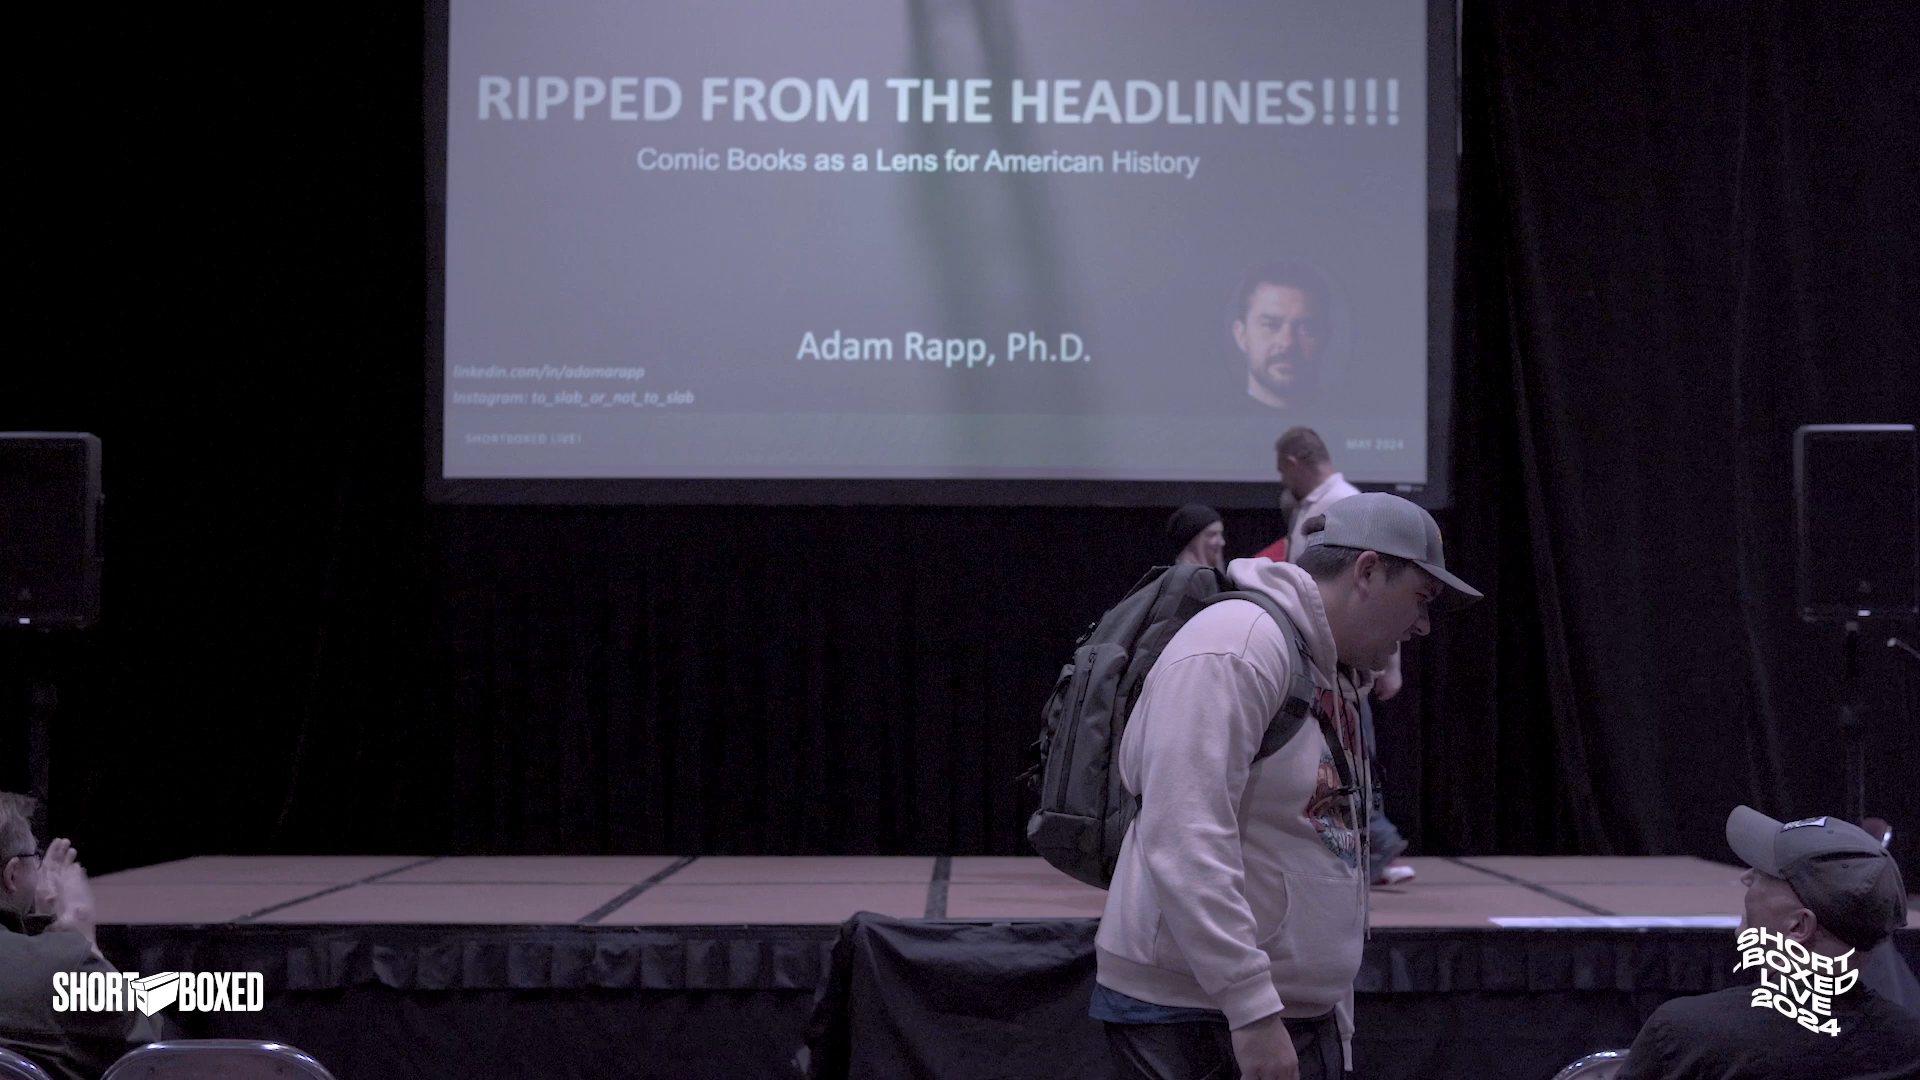 RIPPED FROM THE HEADLINES!!!!
Comic Books as a Lens for American History
Adam Rapp, Ph.D.
linkedin.com/in/adamarapp
Instagram: to_slab_or_not_to_slab
SHORTBOXED LIVE!
MAY 2024
SHORTBOXED
SHORT
BOXED
LIVE
2024